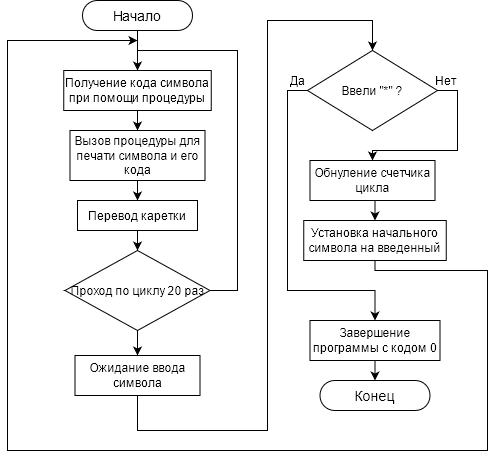 Начало
Получение кода символа
при помощи процедуры
Вызов процедуры для
печати символа и его
кода
Перевод каретки
Проход по циклу 20 раз
Ожидание ввода
символа
Ввели "*" ?
Да
Нет
Обнуление счетчика
цикла
Установка начального
символа на введенный
Завершение
программы с кодом 0
Конец